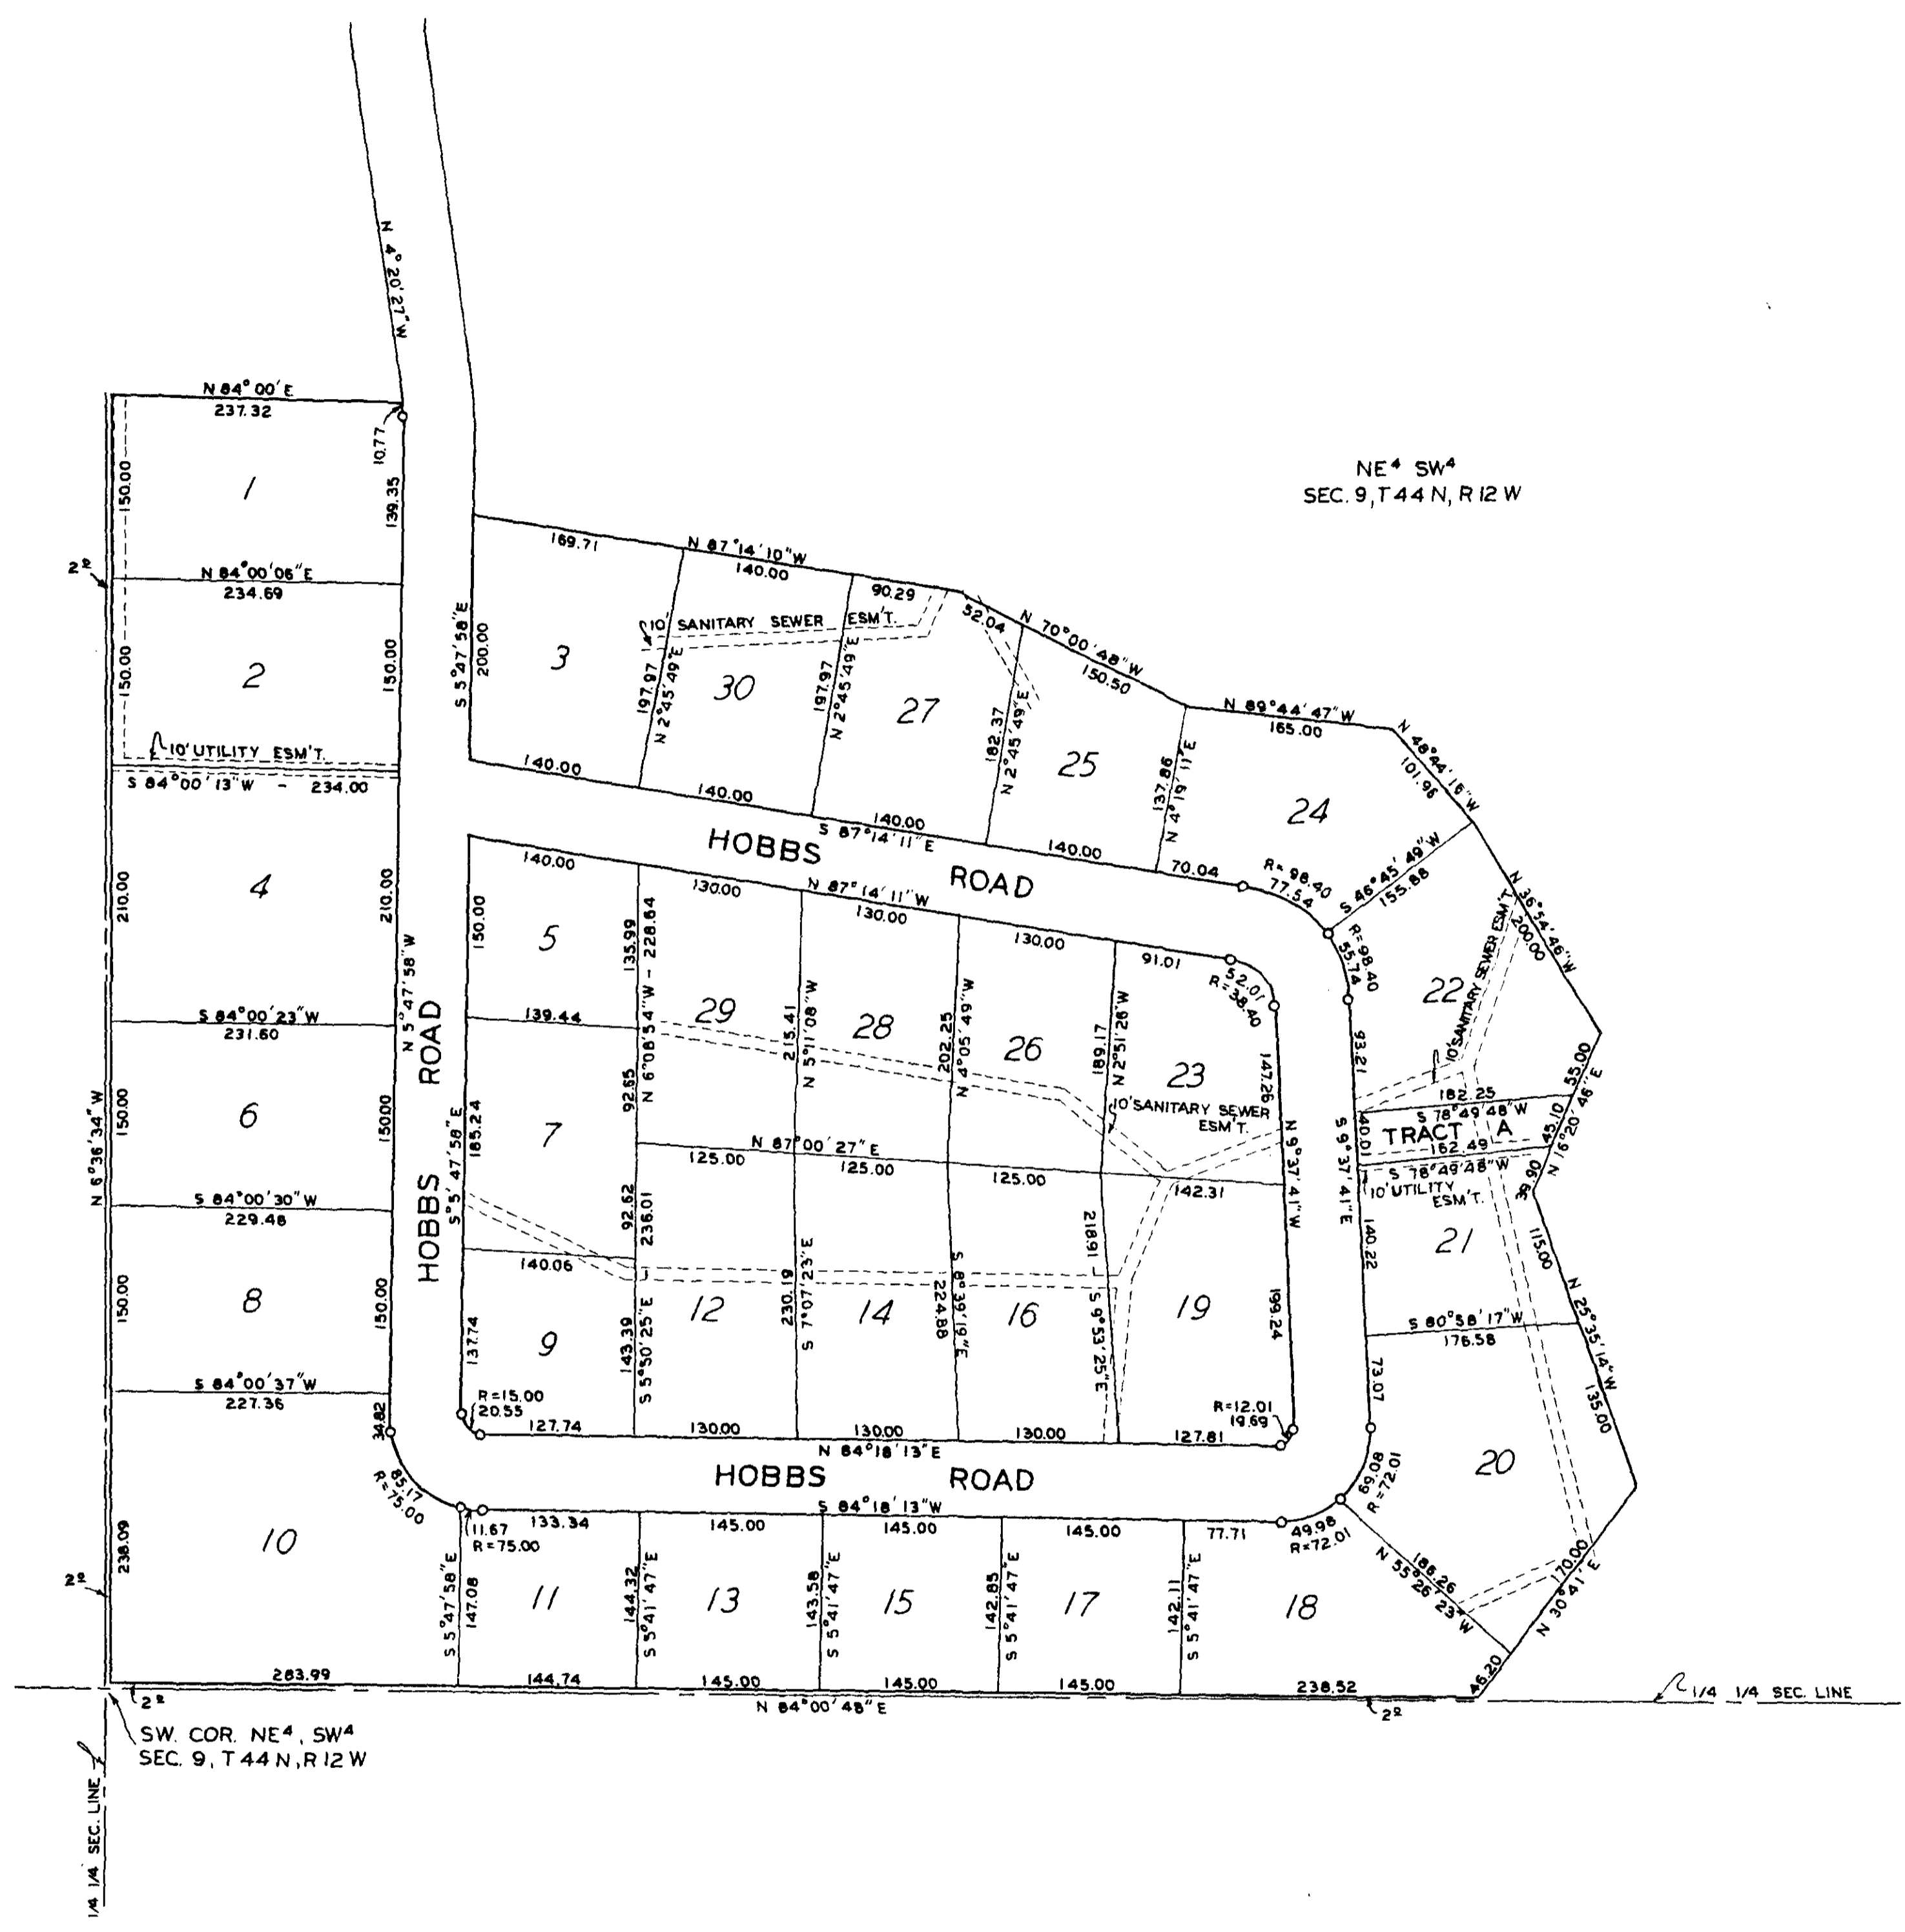 N 4° 20' 27" W
N 84° 00' E
237.32
10.77
150.00
1
139.35
NE⁴ SW⁴
SEC. 9, T 44 N, R 12 W
2º
N 84° 00' 06" E
234.69
150.00
2
150.00
10' UTILITY ESM'T.
S 84° 00' 13" W - 234.00
S 5° 47' 58" E
200.00
169.71
N 87° 14' 10" W
140.00
90.29
52.04
N 70° 00' 48" W
150.50
N 89° 44' 47" W
165.00
N 48° 44' 16" W
101.96
10' SANITARY SEWER ESM'T.
3
197.97
N 2° 45' 49" E
30
197.97
N 2° 45' 49" E
27
182.37
N 2° 45' 49" E
25
137.86
N 4° 19' 11" E
24
140.00
140.00
140.00
S 87° 14' 11" E
140.00
70.04
R = 98.40
77.54
S 46° 45' 49" W
155.88
HOBBS ROAD
210.00
4
210.00
N 5° 47' 58" W
140.00
130.00
N 87° 14' 11" W
130.00
130.00
91.01
52.01
R = 38.40
R = 98.40
55.74
N 36° 54' 46" W
200.00
10' SANITARY SEWER ESM'T.
22
150.00
5
135.99
N 6° 08' 54" W - 228.64
29
215.41
N 5° 11' 08" W
28
202.25
N 4° 05' 49" W
26
189.17
N 2° 51' 26" W
23
147.26
93.21
55.00
S 84° 00' 23" W
231.60
139.44
HOBBS ROAD
N 6° 36' 34" W
150.00
6
150.00
S 5° 47' 58" E
185.24
7
92.65
10' SANITARY SEWER
ESM'T.
182.25
S 78° 49' 48" W
TRACT A
40.01
162.49
S 78° 49' 48" W
45.10
N 16° 20' 46" E
39.90
10' UTILITY
ESM'T.
N 87° 00' 27" E
125.00
125.00
125.00
142.31
N 9° 37' 41" W
S 9° 37' 41" E
S 84° 00' 30" W
229.48
92.62
236.01
S 5° 50' 25" E
140.06
150.00
8
150.00
137.74
9
143.39
12
230.19
S 7° 07' 23" E
14
224.88
S 8° 39' 19" E
16
218.91
S 9° 53' 25" E
19
199.24
140.22
21
115.00
N 25° 35' 14" W
135.00
S 80° 58' 17" W
176.58
S 84° 00' 37" W
227.36
34.82
R = 15.00
20.55
127.74
130.00
130.00
N 84° 18' 13" E
130.00
127.81
R = 12.01
19.69
73.07
20
HOBBS ROAD
85.17
R = 75.00
69.08
R = 72.01
11.67
R = 75.00
133.34
145.00
S 84° 18' 13" W
145.00
145.00
77.71
49.98
R = 72.01
238.09
2º
10
S 5° 47' 58" E
147.08
11
144.32
S 5° 41' 47" E
13
143.58
S 5° 41' 47" E
15
142.85
S 5° 41' 47" E
17
142.11
S 5° 41' 47" E
18
186.26
N 55° 26' 23" W
170.00
N 30° 41' E
46.20
283.99
144.74
145.00
145.00
145.00
238.52
N 84° 00' 48" E
2º
2º
1/4 1/4 SEC. LINE
SW. COR. NE⁴, SW⁴
SEC. 9, T 44 N, R 12 W
1/4 1/4 SEC. LINE